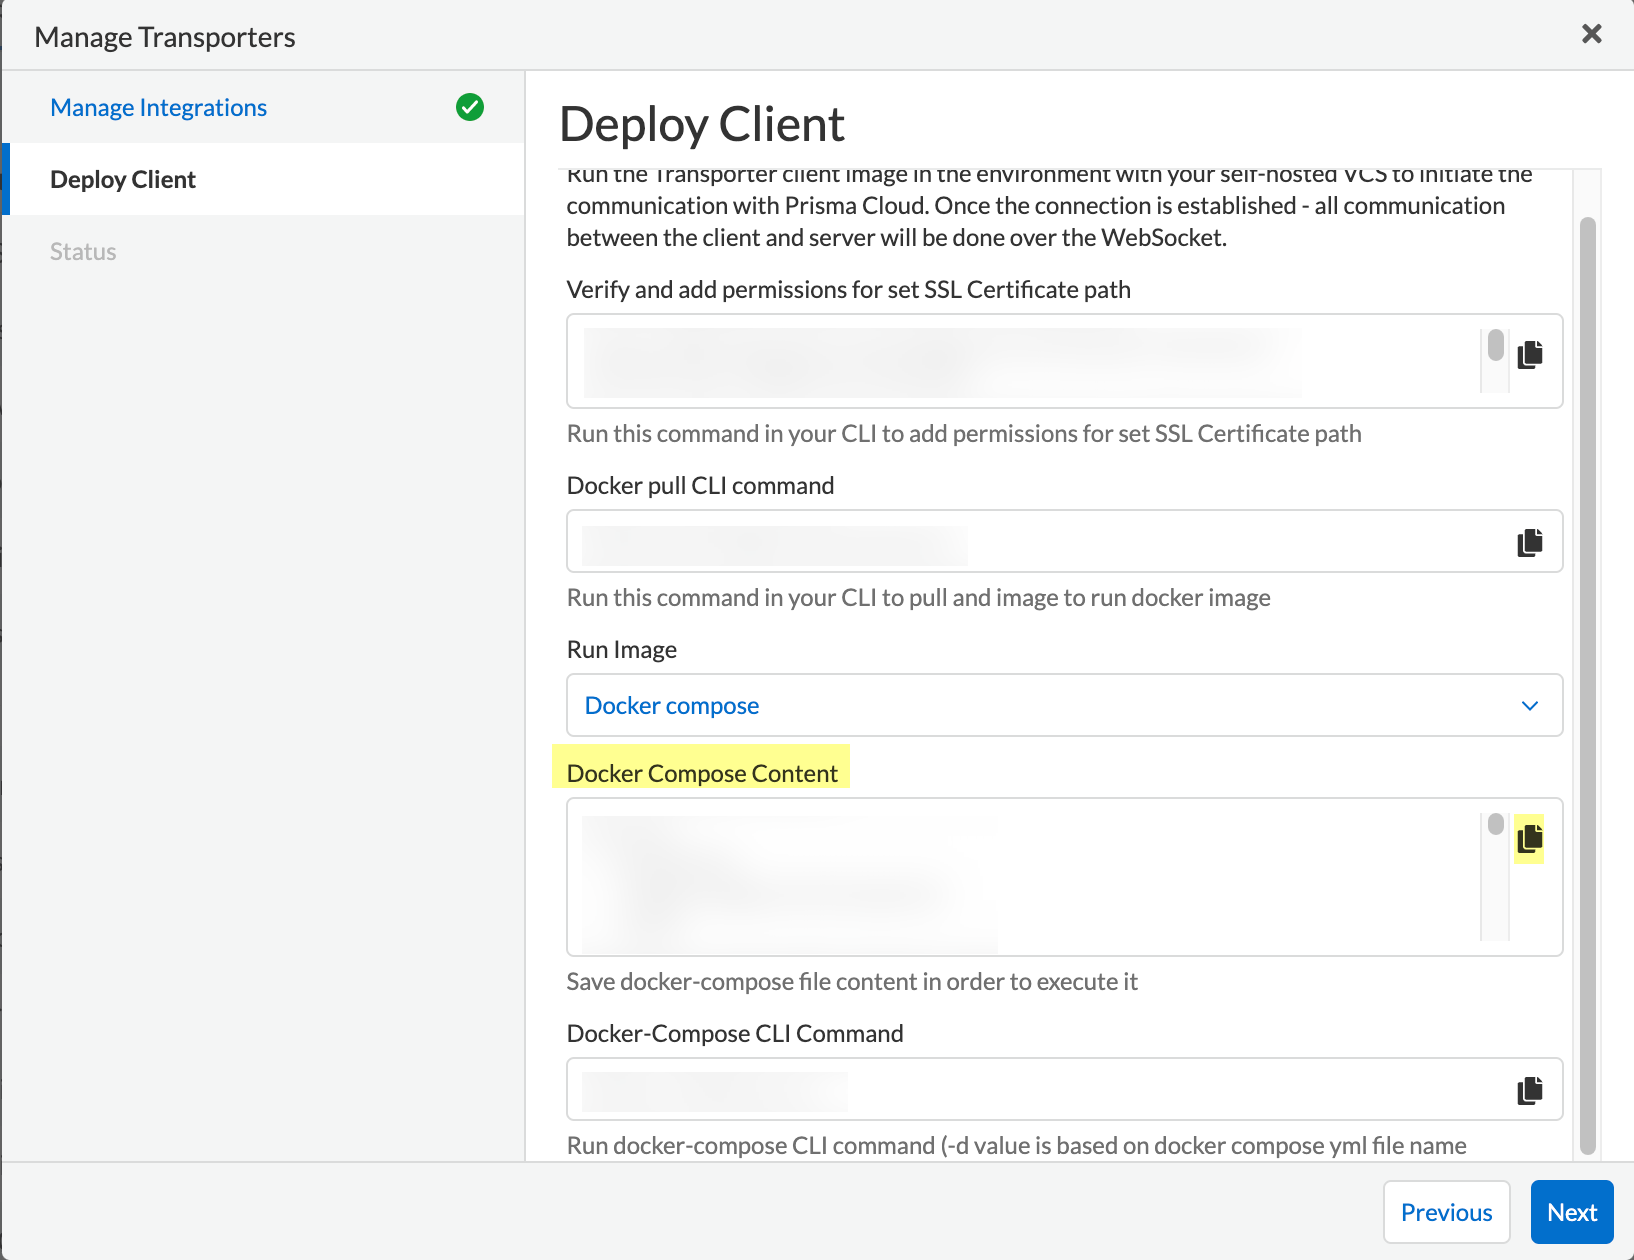 Manage Transporters
Manage Integrations
Deploy Client
Status
Deploy Client
Run the Transporter client image in the environment with your self-hosted VCS to initiate the
communication with Prisma Cloud. Once the connection is established - all communication
between the client and server will be done over the WebSocket.
Verify and add permissions for set SSL Certificate path
Run this command in your CLI to add permissions for set SSL Certificate path
Docker pull CLI command
Run this command in your CLI to pull and image to run docker image
Run Image
Docker compose
Docker Compose Content
Save docker-compose file content in order to execute it
Docker-Compose CLI Command
Run docker-compose CLI command (-d value is based on docker compose yml file name
Previous
Next